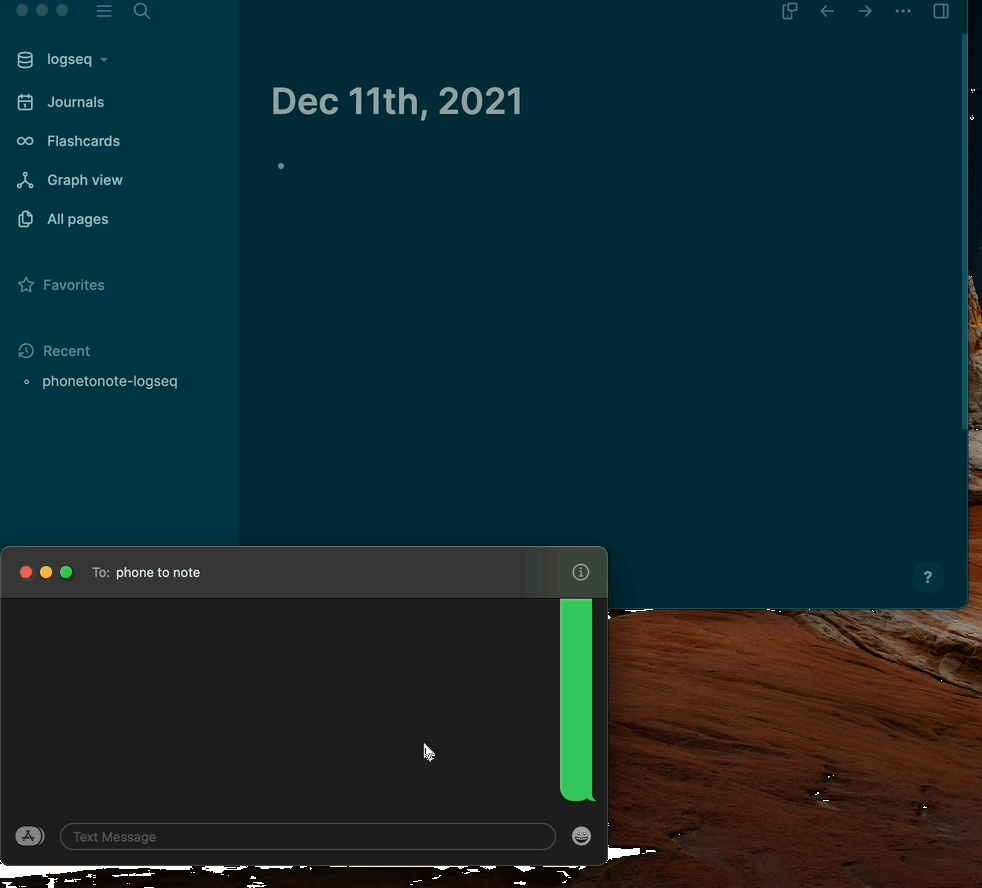 logseq
Journals
Flashcards
Graph view
All pages
Favorites
Recent
phonetonote-logseq
Dec 11th, 2021
?
To: phone to note
Text Message